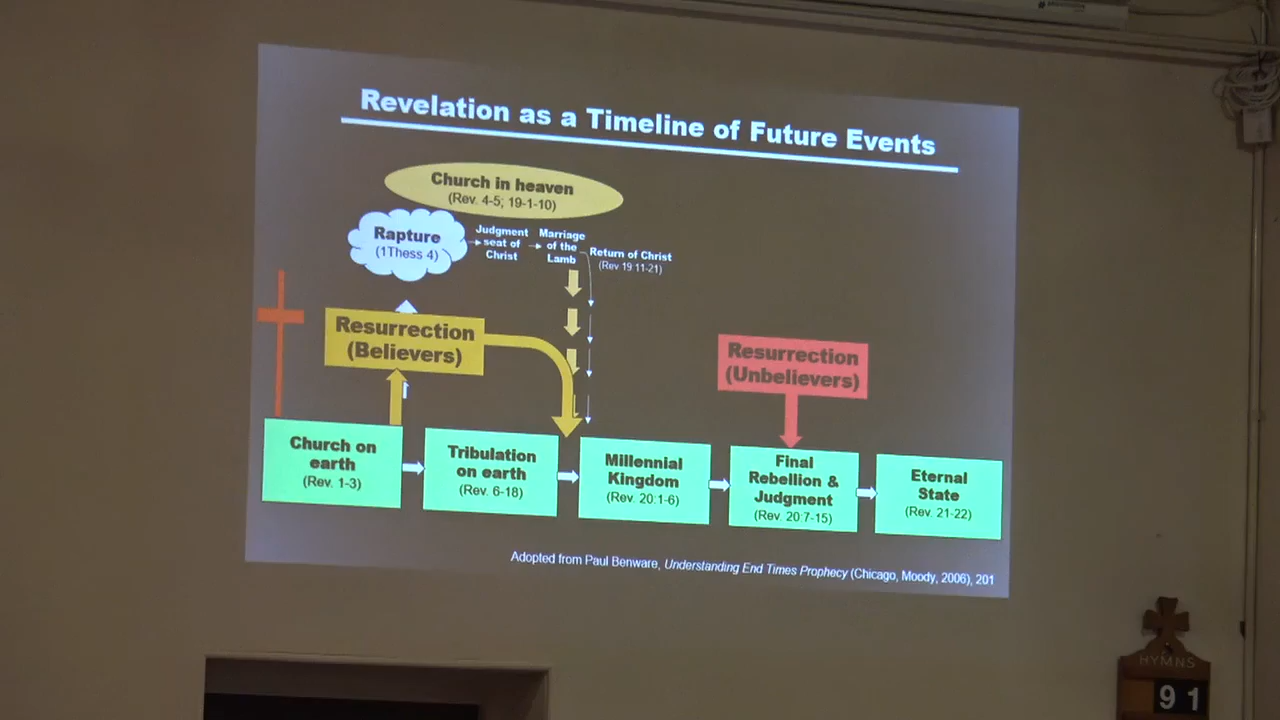 Revelation as a Timeline of Future Events
Church in heaven
(Rev. 4-5; 19-1-10)
Rapture
(1Thess 4)
Judgment
seat of
Christ
Marriage
of the
Lamb
Return of Christ
(Rev 19:11-21)
Resurrection
(Believers)
Resurrection
(Unbelievers)
Church on
earth
(Rev. 1-3)
Tribulation
on earth
(Rev. 6-18)
Millennial
Kingdom
(Rev. 20:1-6)
Final
Rebellion &
Judgment
(Rev. 20:7-15)
Eternal
State
(Rev. 21-22)
Adopted from Paul Benware, Understanding End Times Prophecy (Chicago, Moody, 2006), 201
HYMNS
91